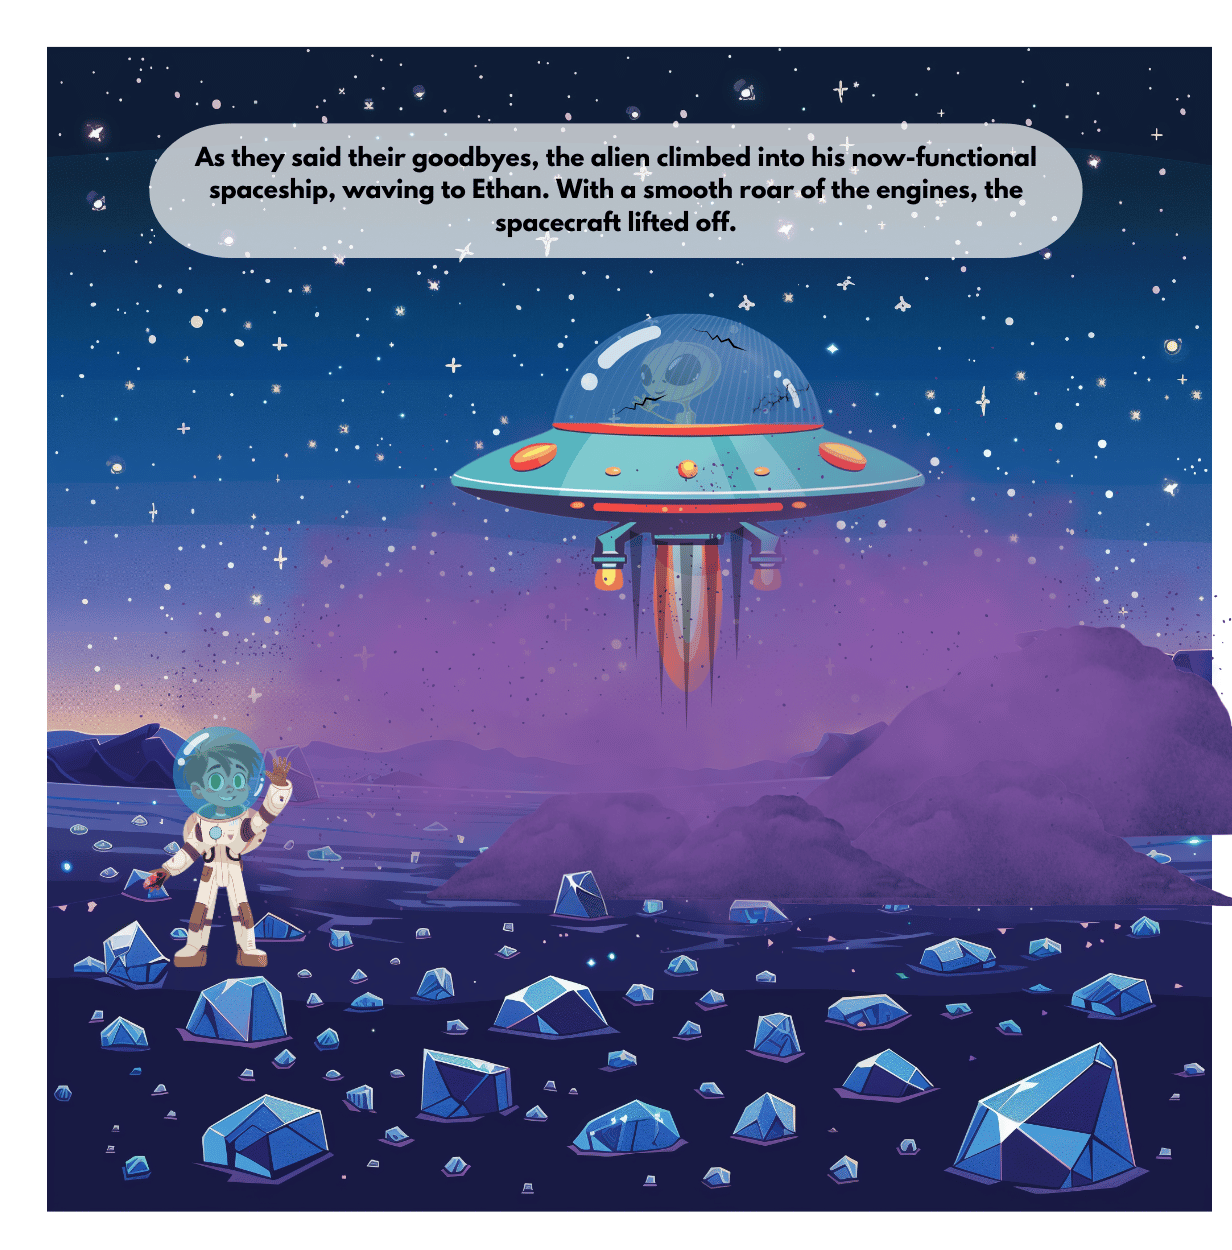 As they said their goodbyes, the alien climbed into his now-functional
spaceship, waving to Ethan. With a smooth roar of the engines, the
spacecraft lifted off.